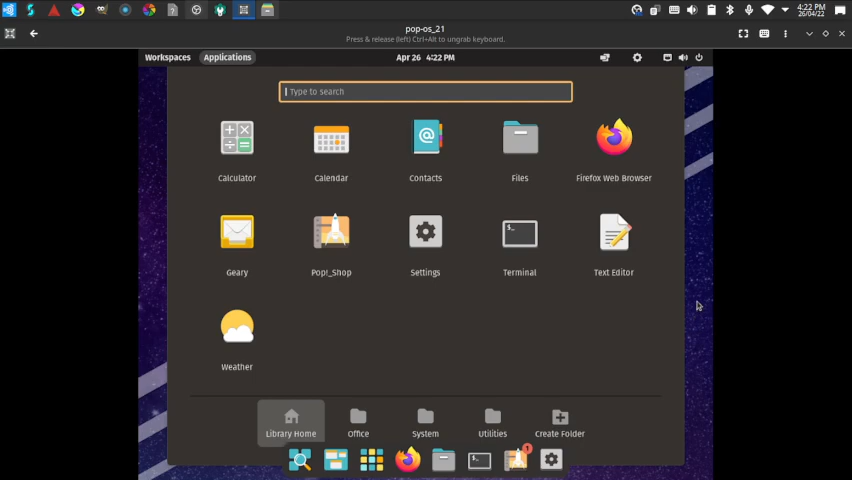 4:22 PM
26/04/22
pop-os_21
Press & release (left) Ctrl+Alt to ungrab keyboard.
Workspaces Applications Apr 26 4:22 PM
Type to search
Calculator Calendar Contacts Files Firefox Web Browser
Geary Pop!_Shop Settings Terminal Text Editor
Weather
Library Home Office System Utilities Create Folder
1